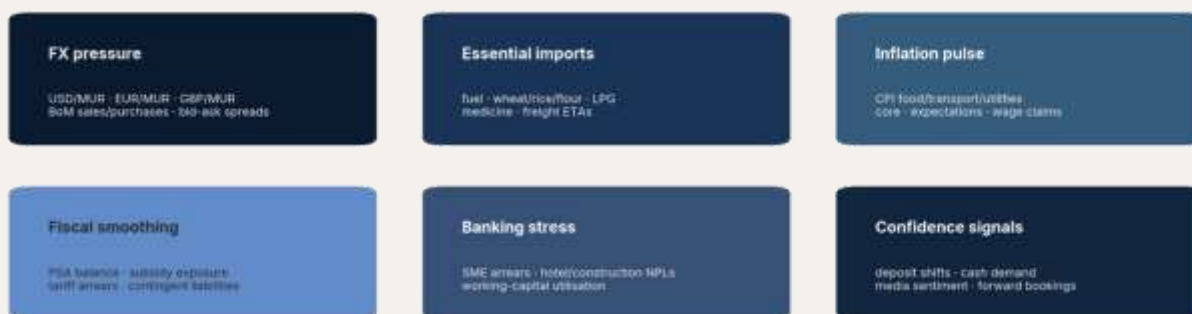 FX pressure
USD/MUR · EUR/MUR · GBP/MUR
BoM sales/purchases · bid-ask spreads
Essential imports
fuel · wheat/rice/flour · LPG
medicine · freight ETAs
Inflation pulse
CPI food/transport/utilities
core · expectations · wage claims
Fiscal smoothing
PSA balance · subsidy exposure
tariff arrears · contingent liabilities
Banking stress
SME arrears · hotel/construction NPLs
working-capital utilisation
Confidence signals
deposit shifts · cash demand
media sentiment · forward bookings